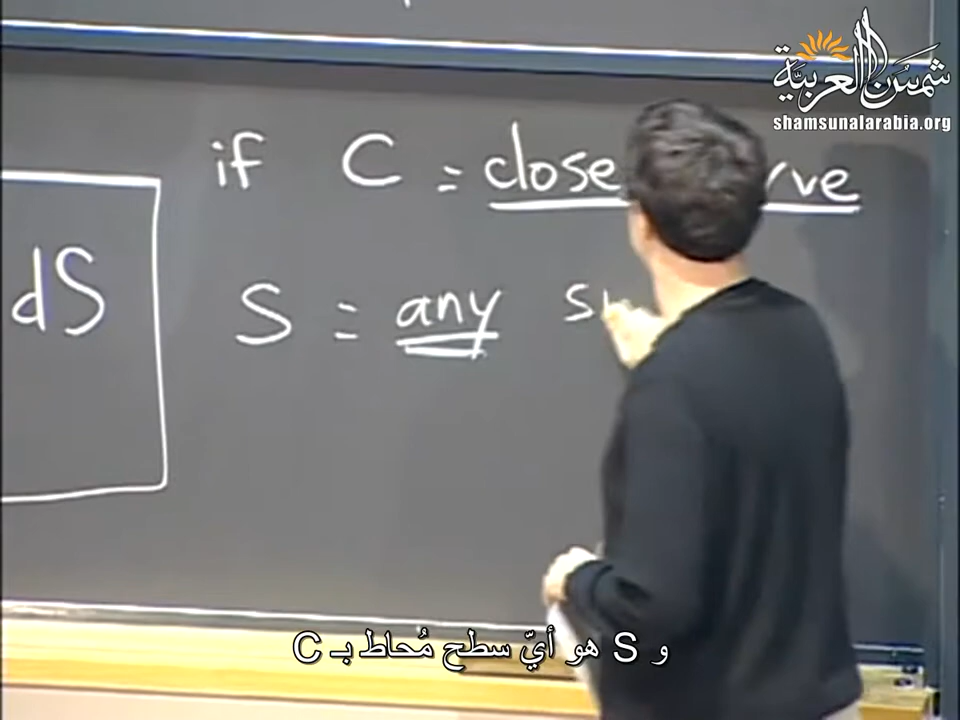 شمس العربية
shamsunalarabia.org
if C = close rve
dS
S = any s
و S هو أيّ سطح مُحاط بـ C